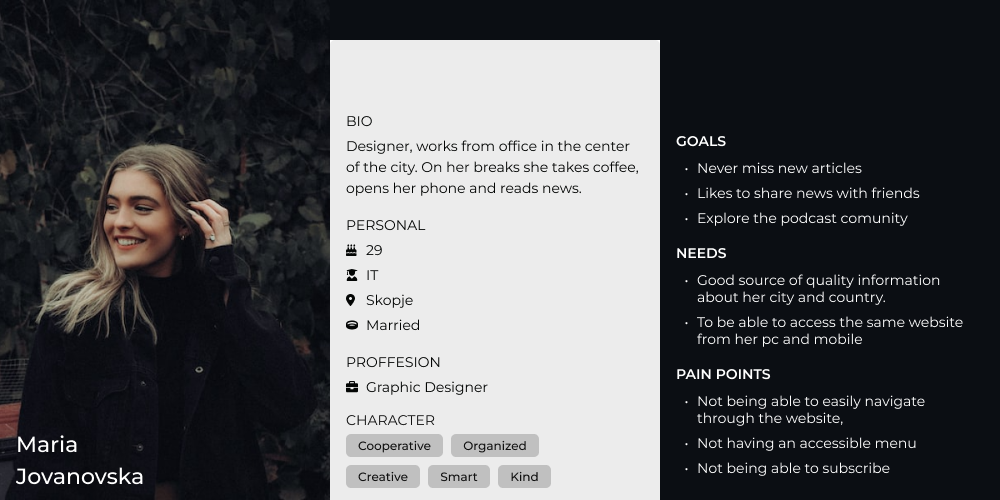 Maria
Jovanovska
BIO
Designer, works from office in the center
of the city. On her breaks she takes coffee,
opens her phone and reads news.
PERSONAL
29
IT
Skopje
Married
PROFFESION
Graphic Designer
CHARACTER
Cooperative Organized
Creative Smart Kind
GOALS
• Never miss new articles
• Likes to share news with friends
• Explore the podcast comunity
NEEDS
• Good source of quality information
about her city and country.
• To be able to access the same website
from her pc and mobile
PAIN POINTS
• Not being able to easily navigate
through the website,
• Not having an accessible menu
• Not being able to subscribe